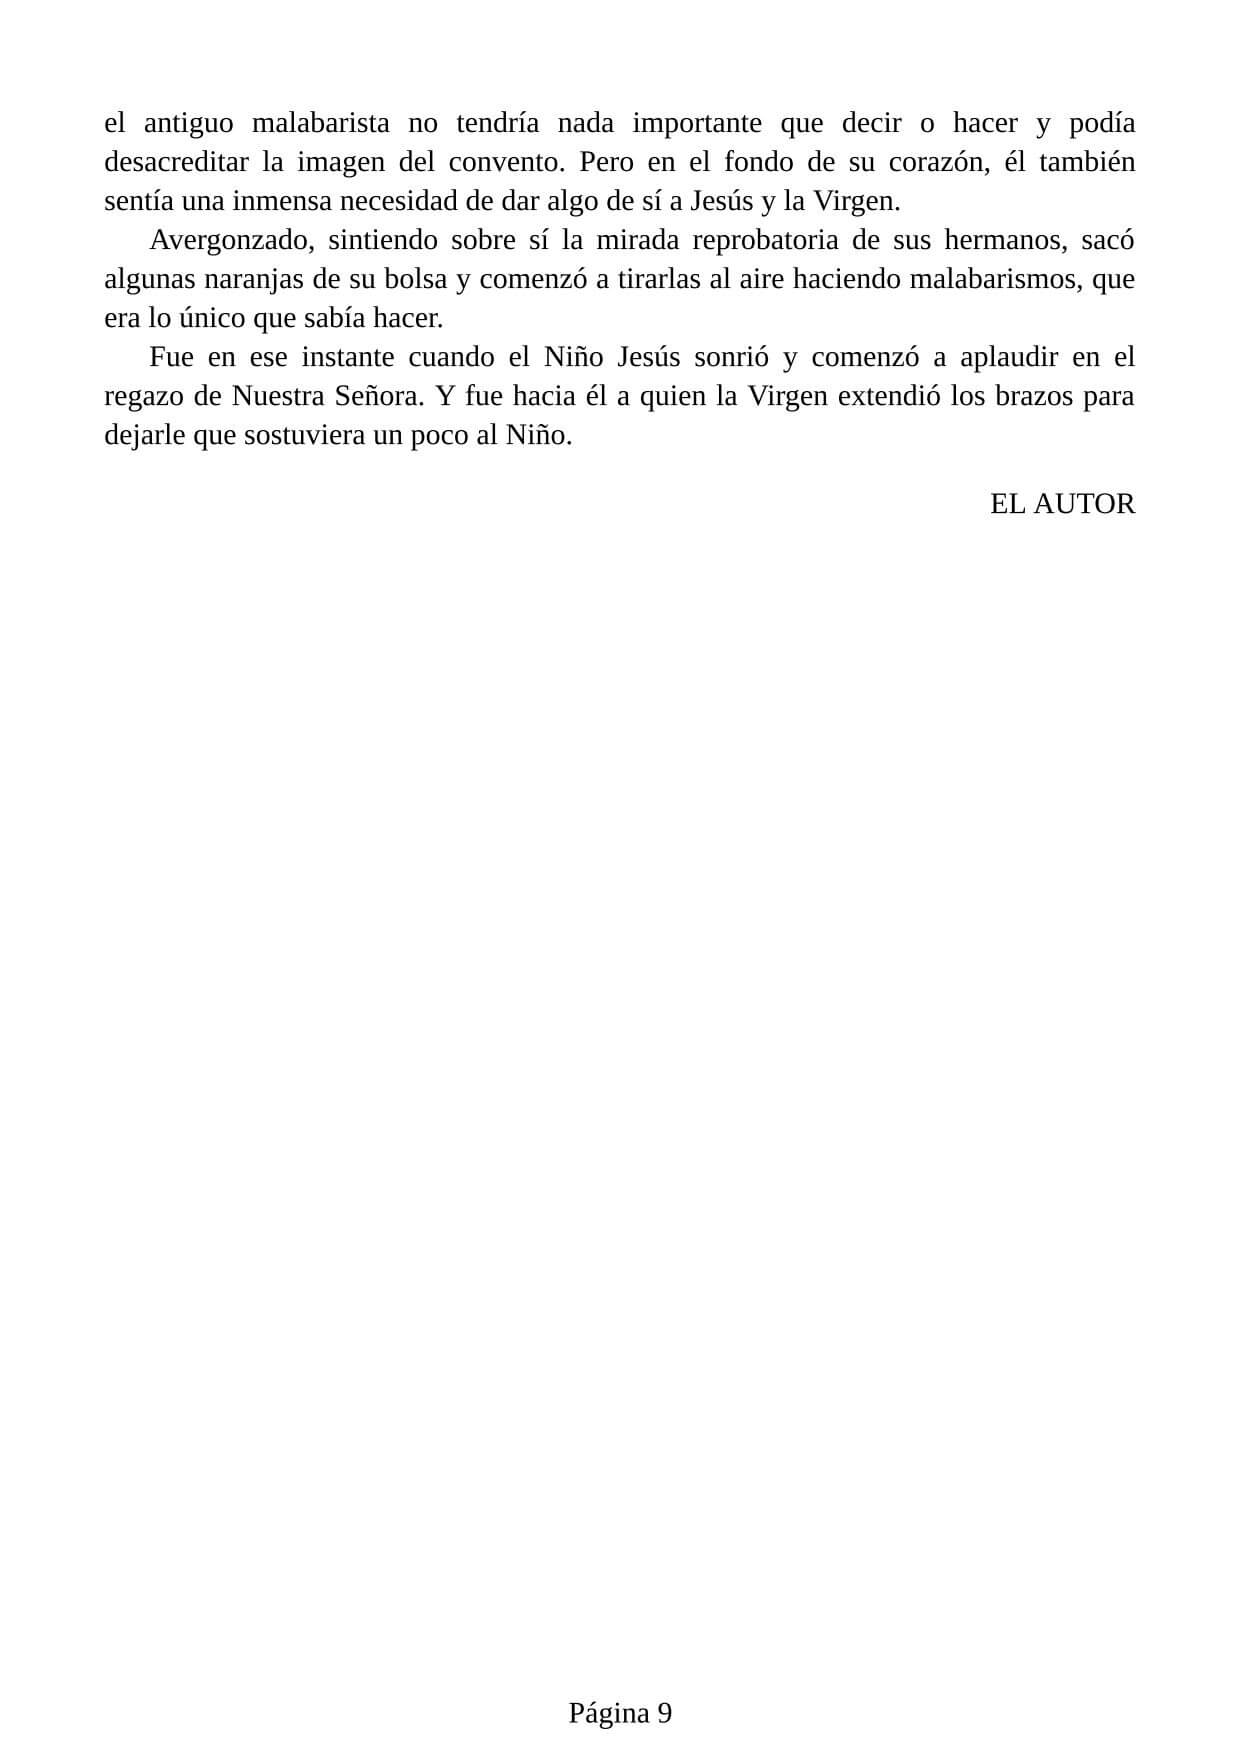 el antiguo malabarista no tendría nada importante que decir o hacer y podía
desacreditar la imagen del convento. Pero en el fondo de su corazón, él también
sentía una inmensa necesidad de dar algo de sí a Jesús y la Virgen.
Avergonzado, sintiendo sobre sí la mirada reprobatoria de sus hermanos, sacó
algunas naranjas de su bolsa y comenzó a tirarlas al aire haciendo malabarismos, que
era lo único que sabía hacer.
Fue en ese instante cuando el Niño Jesús sonrió y comenzó a aplaudir en el
regazo de Nuestra Señora. Y fue hacia él a quien la Virgen extendió los brazos para
dejarle que sostuviera un poco al Niño.
EL AUTOR
Página 9